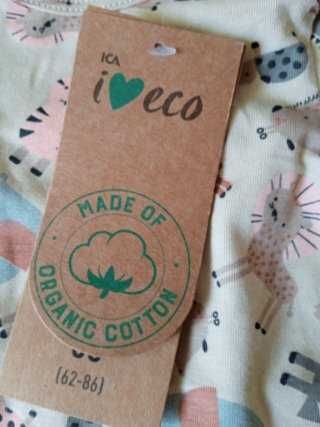 ICA
i♥eco
MADE OF
ORGANIC COTTON
(62-86)